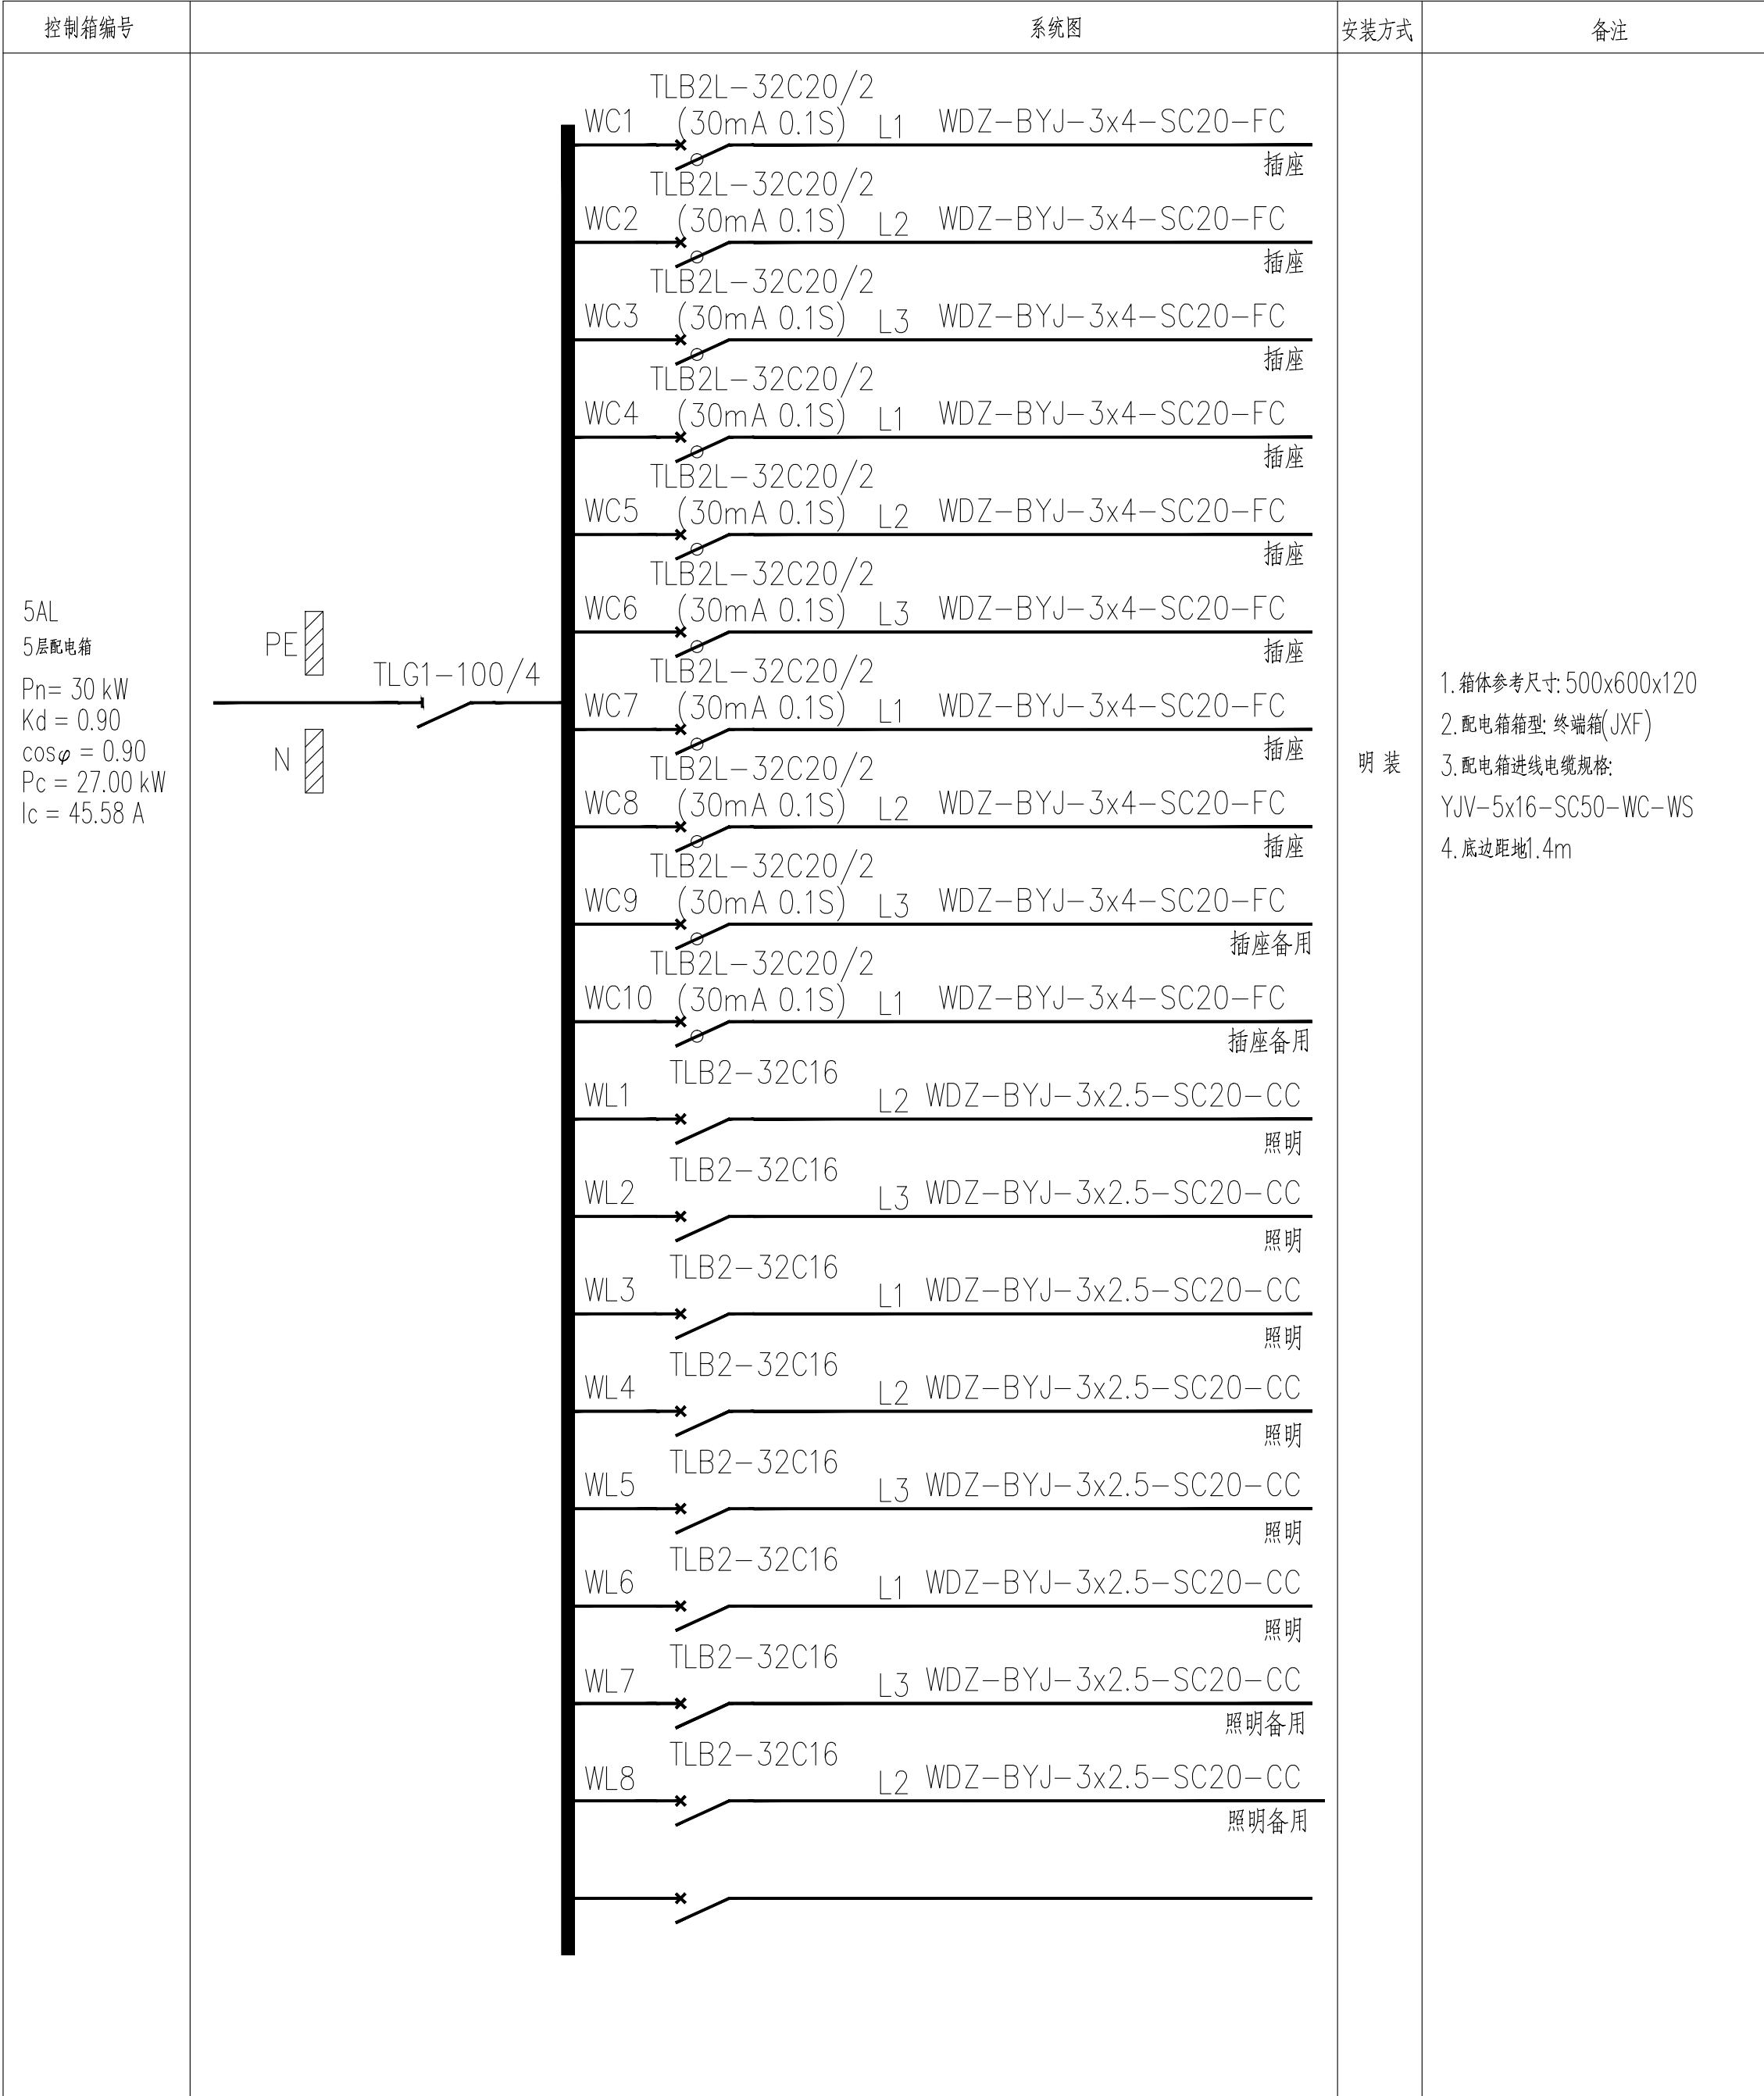 控制箱编号
系统图
安装方式
备注
5AL
5层配电箱
Pn= 30 kW
Kd = 0.90
cosφ = 0.90
Pc = 27.00 kW
Ic = 45.58 A
PE
N
TLG1-100/4
TLB2L-32C20/2
WC1 (30mA 0.1S) L1 WDZ-BYJ-3x4-SC20-FC
插座
TLB2L-32C20/2
WC2 (30mA 0.1S) L2 WDZ-BYJ-3x4-SC20-FC
插座
TLB2L-32C20/2
WC3 (30mA 0.1S) L3 WDZ-BYJ-3x4-SC20-FC
插座
TLB2L-32C20/2
WC4 (30mA 0.1S) L1 WDZ-BYJ-3x4-SC20-FC
插座
TLB2L-32C20/2
WC5 (30mA 0.1S) L2 WDZ-BYJ-3x4-SC20-FC
插座
TLB2L-32C20/2
WC6 (30mA 0.1S) L3 WDZ-BYJ-3x4-SC20-FC
插座
TLB2L-32C20/2
WC7 (30mA 0.1S) L1 WDZ-BYJ-3x4-SC20-FC
插座
TLB2L-32C20/2
WC8 (30mA 0.1S) L2 WDZ-BYJ-3x4-SC20-FC
插座
TLB2L-32C20/2
WC9 (30mA 0.1S) L3 WDZ-BYJ-3x4-SC20-FC
插座备用
TLB2L-32C20/2
WC10 (30mA 0.1S) L1 WDZ-BYJ-3x4-SC20-FC
插座备用
TLB2-32C16
WL1 L2 WDZ-BYJ-3x2.5-SC20-CC
照明
TLB2-32C16
WL2 L3 WDZ-BYJ-3x2.5-SC20-CC
照明
TLB2-32C16
WL3 L1 WDZ-BYJ-3x2.5-SC20-CC
照明
TLB2-32C16
WL4 L2 WDZ-BYJ-3x2.5-SC20-CC
照明
TLB2-32C16
WL5 L3 WDZ-BYJ-3x2.5-SC20-CC
照明
TLB2-32C16
WL6 L1 WDZ-BYJ-3x2.5-SC20-CC
照明
TLB2-32C16
WL7 L3 WDZ-BYJ-3x2.5-SC20-CC
照明备用
TLB2-32C16
WL8 L2 WDZ-BYJ-3x2.5-SC20-CC
照明备用
明 装
1.箱体参考尺寸:500x600x120
2.配电箱箱型:终端箱(JXF)
3.配电箱进线电缆规格:
YJV-5x16-SC50-WC-WS
4.底边距地1.4m